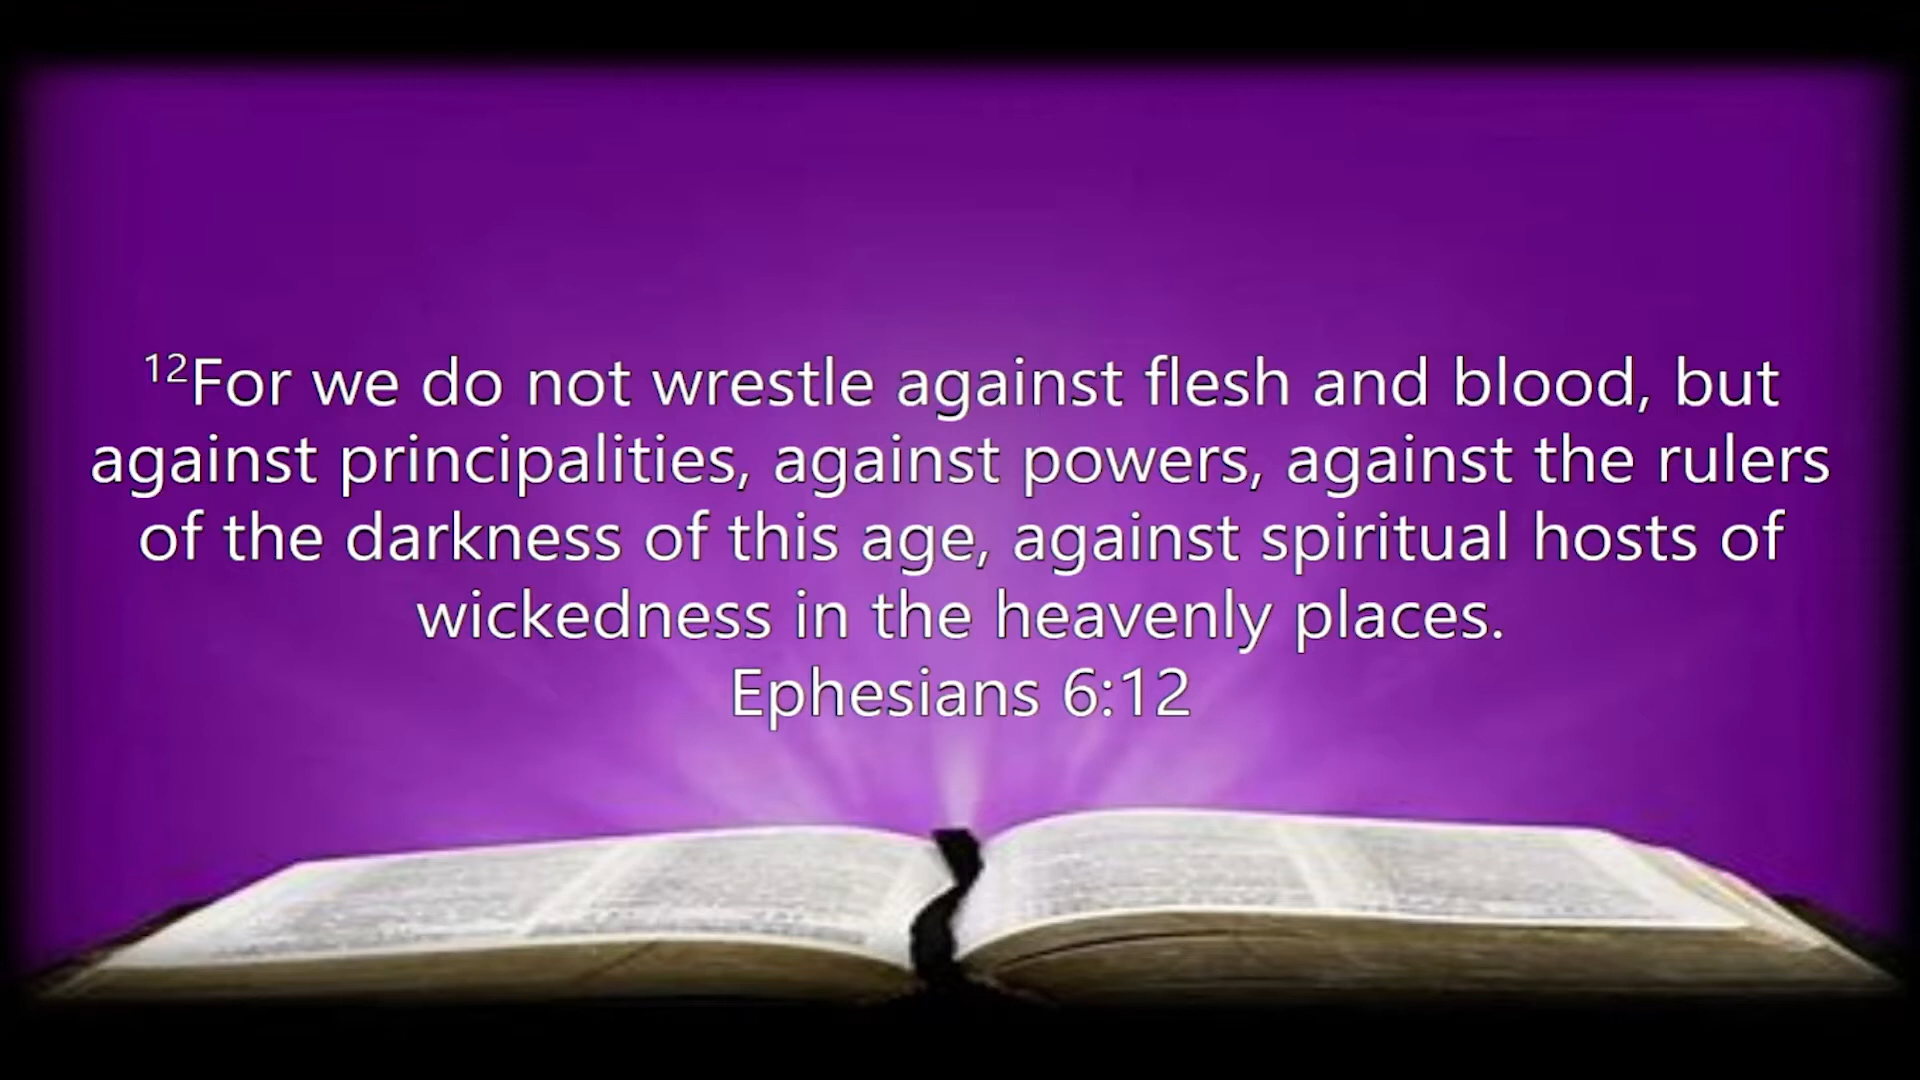 ¹²For we do not wrestle against flesh and blood, but
against principalities, against powers, against the rulers
of the darkness of this age, against spiritual hosts of
wickedness in the heavenly places.
Ephesians 6:12